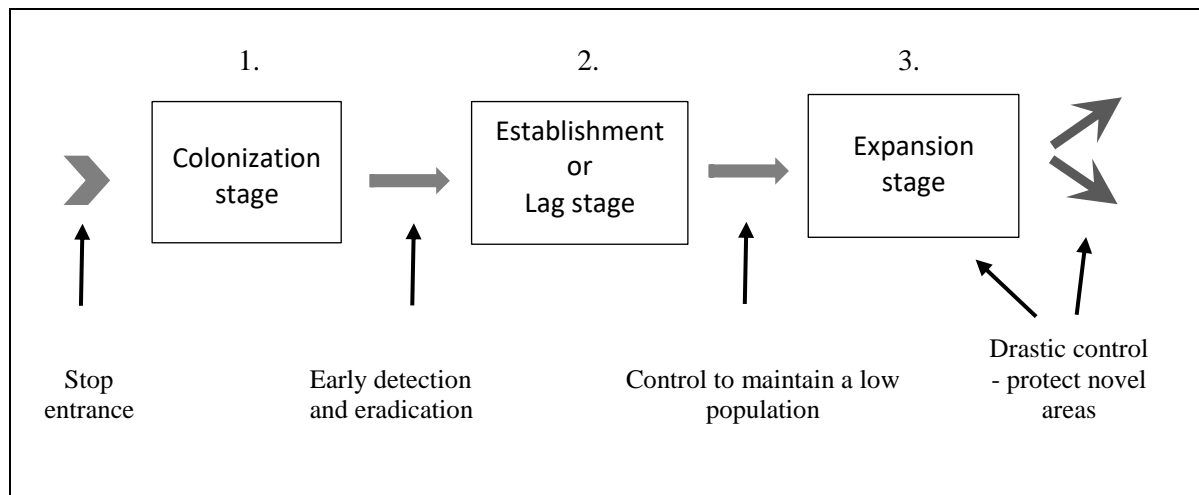 1.
2.
3.
Colonization
stage
Establishment
or
Lag stage
Expansion
stage
Stop
entrance
Early detection
and eradication
Control to maintain a low
population
Drastic control
- protect novel
areas